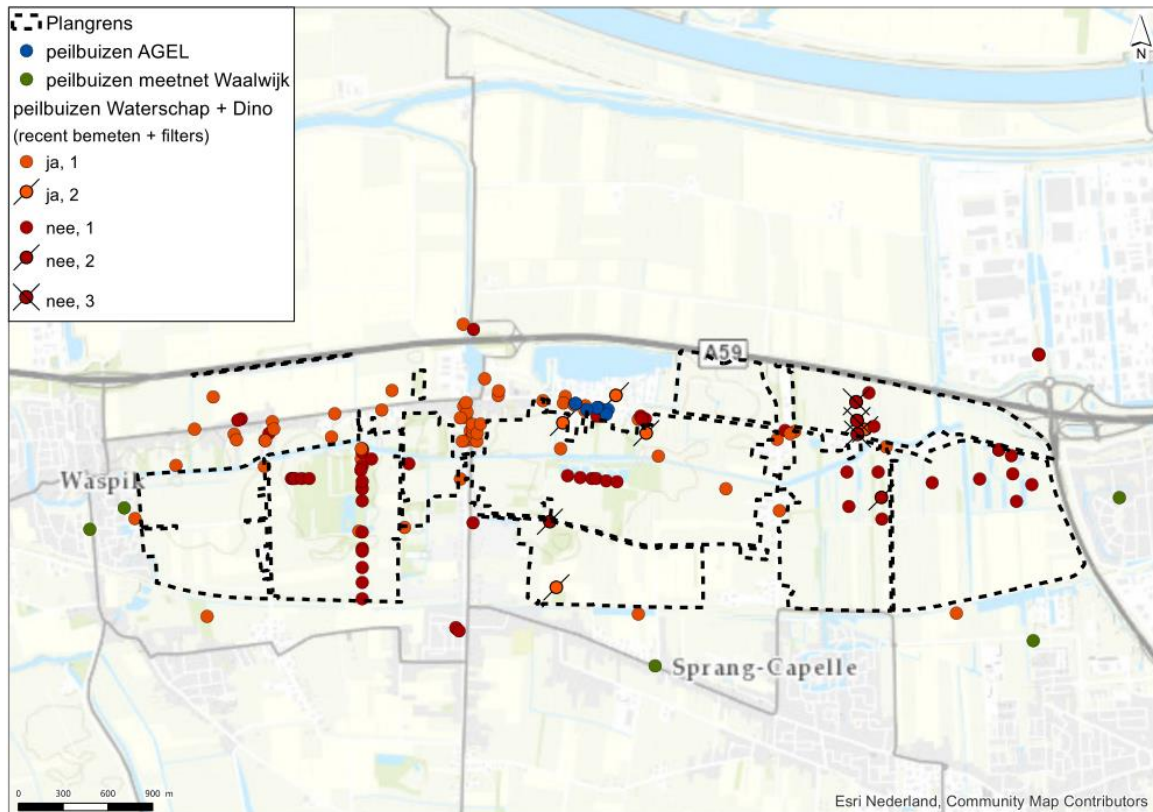 Plangrens
peilbuizen AGEL
peilbuizen meetnet Waalwijk
peilbuizen Waterschap + Dino
(recent bemeten + filters)
ja, 1
ja, 2
nee, 1
nee, 2
nee, 3
N
A59
Waspik
Sprang-Capelle
0 300 600 900 m
Esri Nederland, Community Map Contributors